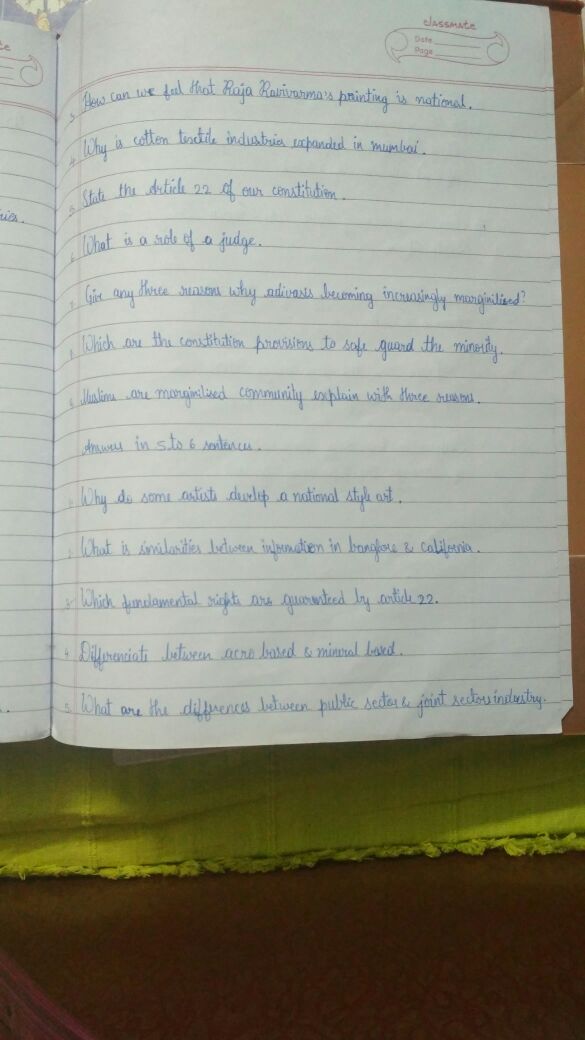 classmate
Date
Page
3. How can we feel that Raja Ravivarma's painting is national.
4. Why is cotton textile industries expanded in mumbai.
5. State the Article 22 of our constitution.
6. What is a role of a judge.
7. Give any three reasons why adivasis becoming increasingly marginilised?
8. Which are the constitution provisions to safe guard the minority.
9. Muslims are marginilised community explain with three reasons.
Answers in 5 to 6 sentences.
1. Why do some artists develop a national style art.
2. What is similarities between information in banglore & California.
3. Which fundamental rights are guaranteed by article 22.
4. Differenciate between acro based & mineral based.
5. What are the differences between public sector & joint sector industry.